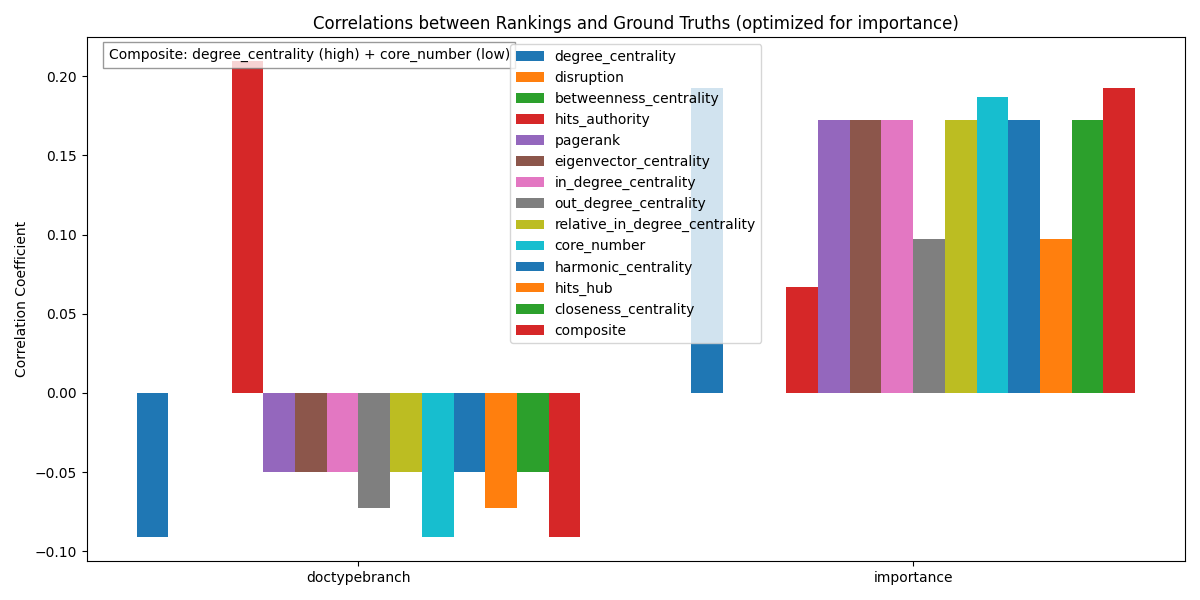 Correlations between Rankings and Ground Truths (optimized for importance)
Composite: degree_centrality (high) + core_number (low)
degree_centrality
disruption
betweenness_centrality
hits_authority
pagerank
eigenvector_centrality
in_degree_centrality
out_degree_centrality
relative_in_degree_centrality
core_number
harmonic_centrality
hits_hub
closeness_centrality
composite
Correlation Coefficient
0.20
0.15
0.10
0.05
0.00
−0.05
−0.10
doctypebranch
importance